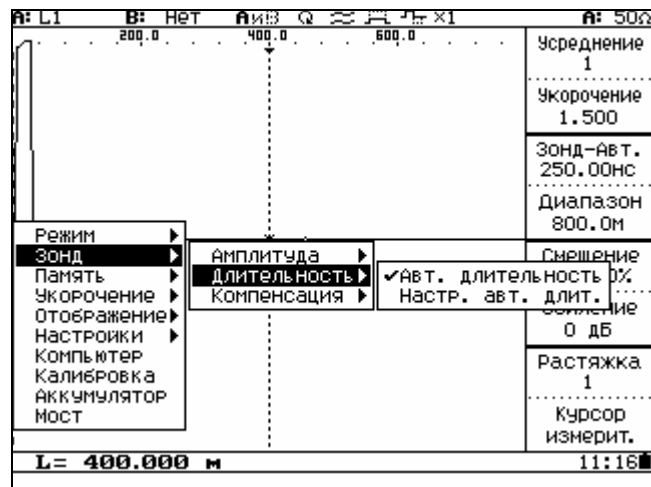 A: L1 B: Нет АиВ Q ×1 A: 50Ω
200.0 400.0 600.0
Усреднение
1
Укорочение
1.500
Зонд-Авт.
250.00нс
Диапазон
800.0м
Смещение
0%
0 дБ
Растяжка
1
Курсор
измерит.
Режим
Зонд
Память
Укорочение
Отображение
Настройки
Компьютер
Калибровка
Аккумулятор
Мост
Амплитуда
Длительность
Компенсация
Авт. длительность
Настр. авт. длит.
L= 400.000 м
11:16